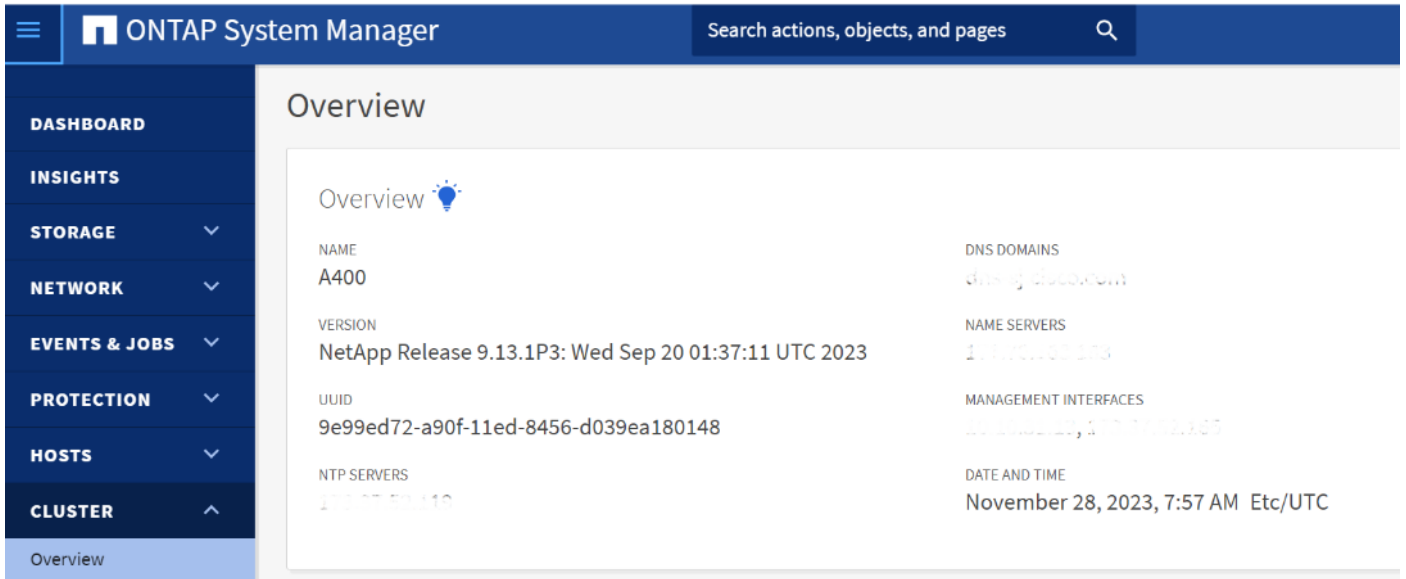 ONTAP System Manager
Search actions, objects, and pages
DASHBOARD
INSIGHTS
STORAGE
NETWORK
EVENTS & JOBS
PROTECTION
HOSTS
CLUSTER
Overview
Overview
Overview
NAME
A400
VERSION
NetApp Release 9.13.1P3: Wed Sep 20 01:37:11 UTC 2023
UUID
9e99ed72-a90f-11ed-8456-d039ea180148
NTP SERVERS
DNS DOMAINS
NAME SERVERS
MANAGEMENT INTERFACES
DATE AND TIME
November 28, 2023, 7:57 AM Etc/UTC